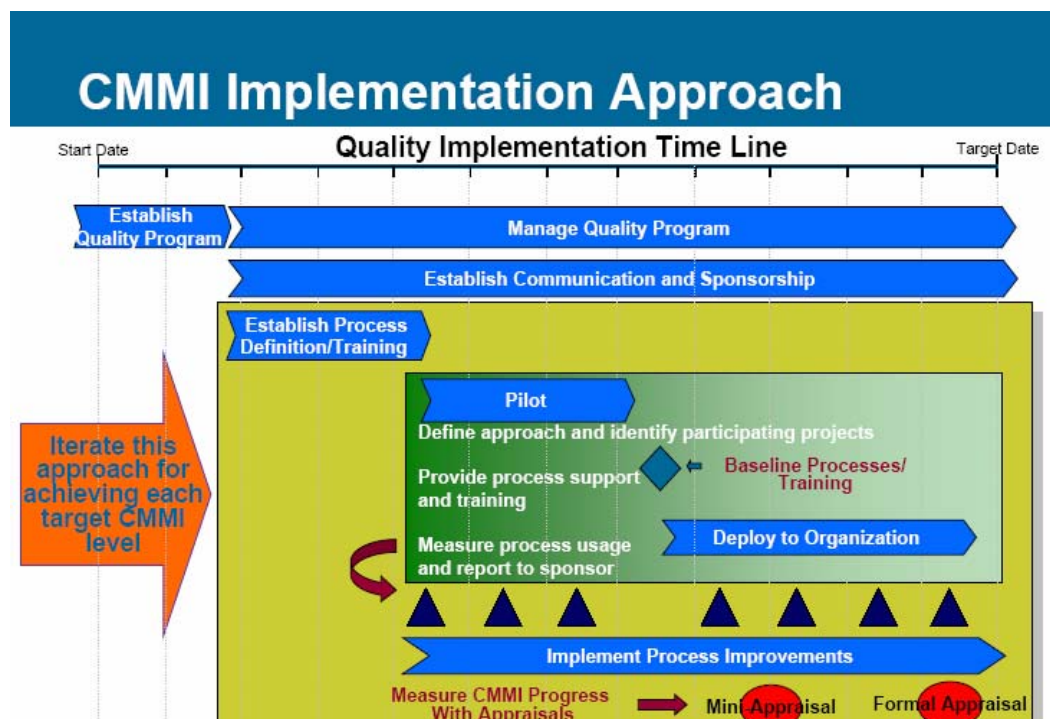 CMMI Implementation Approach
Start Date
Quality Implementation Time Line
Target Date
Establish
Quality Program
Manage Quality Program
Establish Communication and Sponsorship
Establish Process
Definition/Training
Iterate this
approach for
achieving each
target CMMI
level
Pilot
Define approach and identify participating projects
Provide process support
and training
Baseline Processes/
Training
Measure process usage
and report to sponsor
Deploy to Organization
Implement Process Improvements
Measure CMMI Progress
With Appraisals
Mini-Appraisal
Formal Appraisal